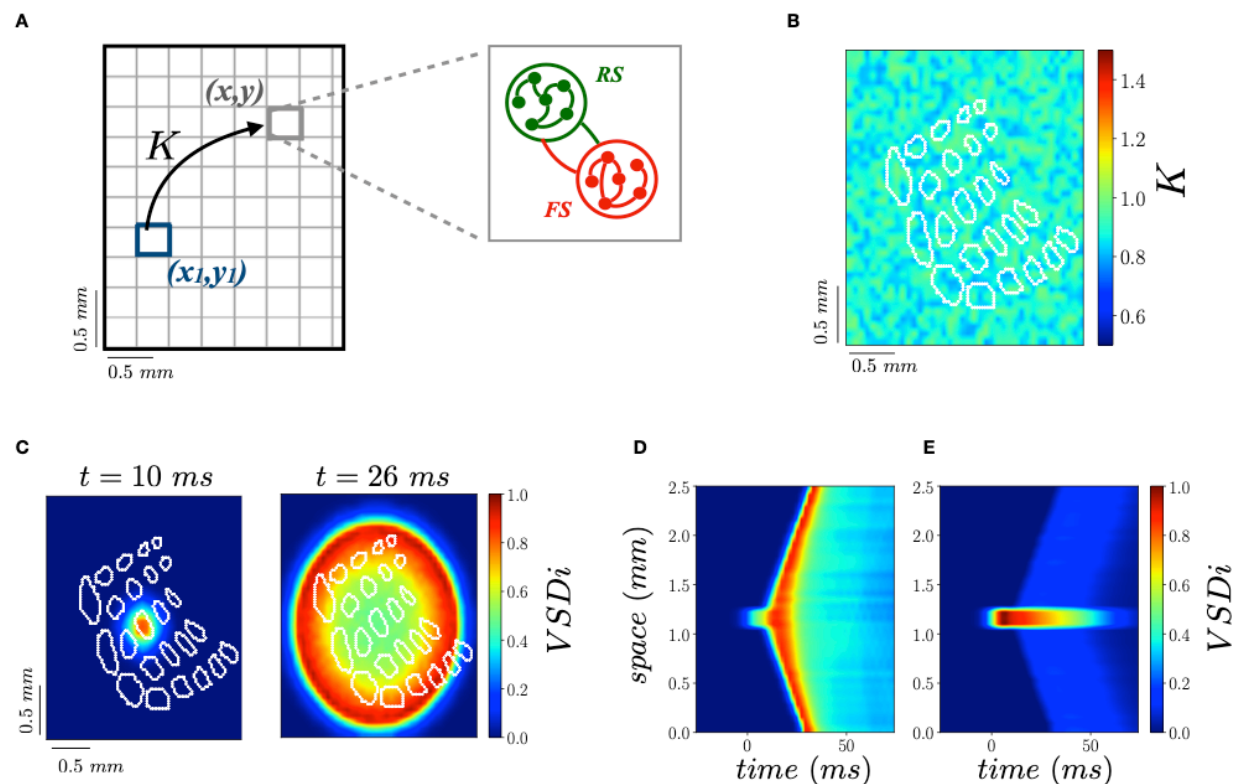 A
B
(x,y)
RS
K
FS
(x1,y1)
0.5 mm
0.5 mm
1.4
1.2
1.0
0.8
0.6
K
0.5 mm
0.5 mm
C
D
E
t = 10 ms
t = 26 ms
1.0
0.8
0.6
0.4
0.2
0.0
VSDi
0.5 mm
0.5 mm
2.5
2.0
1.5
1.0
0.5
0.0
space (mm)
0 50
time (ms)
2.5
2.0
1.5
1.0
0.5
0.0
0 50
time (ms)
1.0
0.8
0.6
0.4
0.2
0.0
VSDi